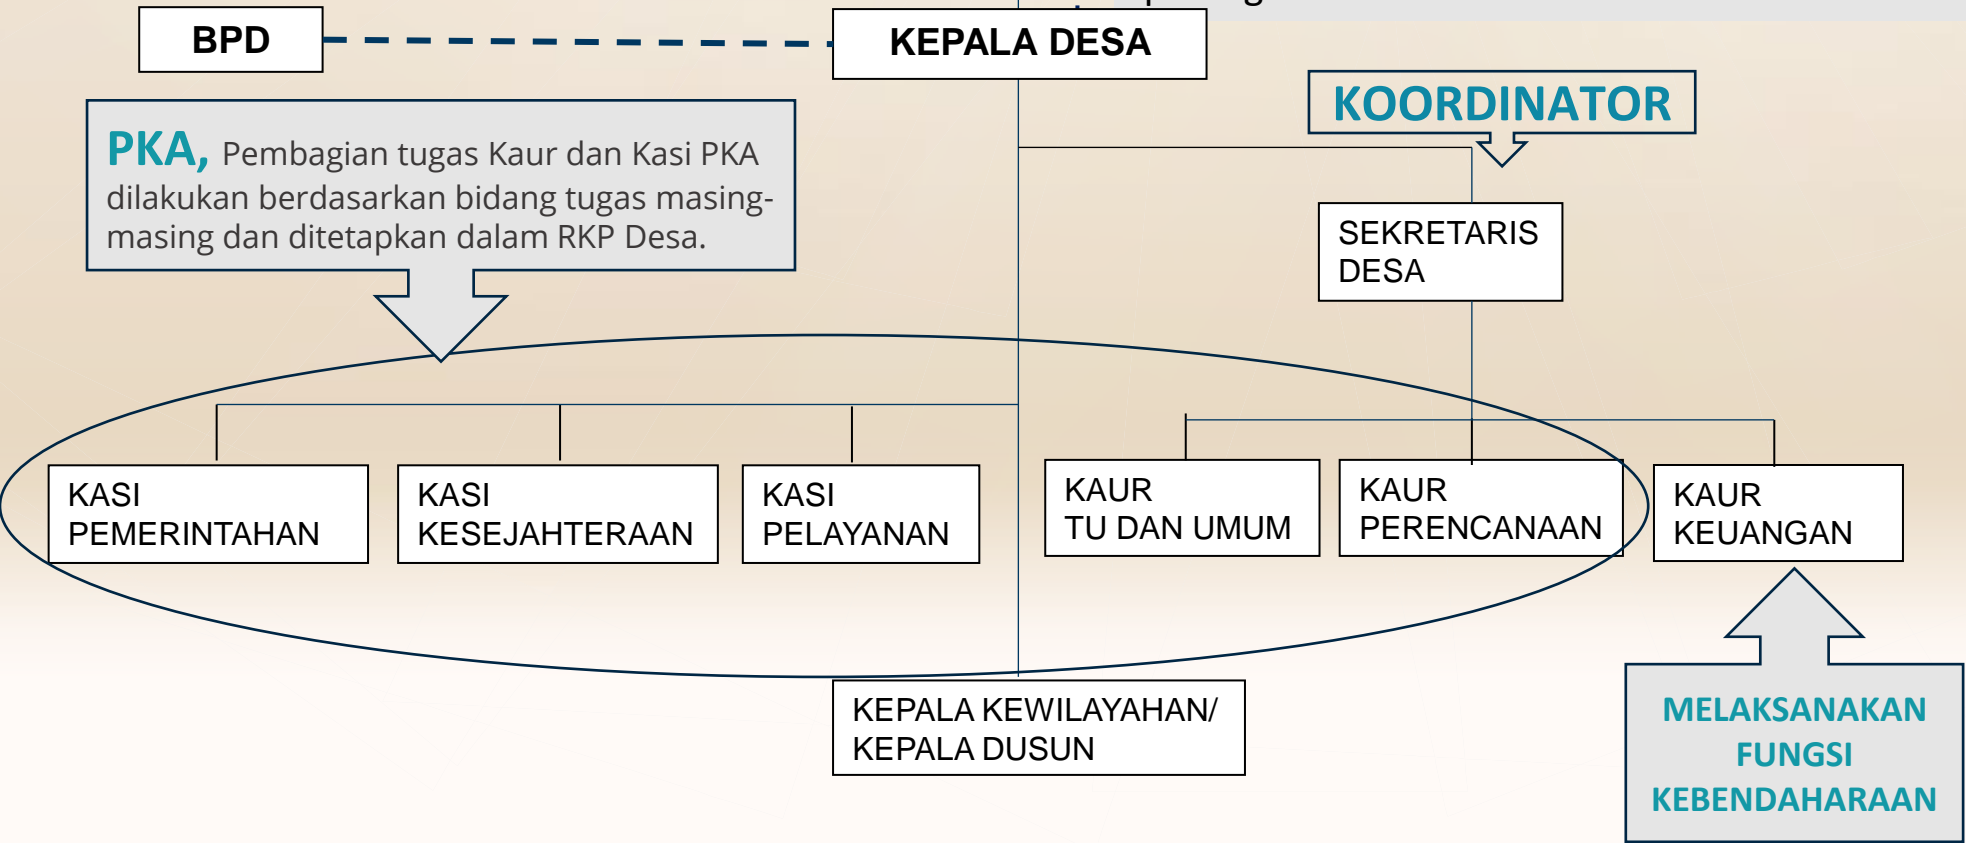 BPD
KEPALA DESA
KOORDINATOR
PKA, Pembagian tugas Kaur dan Kasi PKA
dilakukan berdasarkan bidang tugas masing-
masing dan ditetapkan dalam RKP Desa.
SEKRETARIS
DESA
KASI
PEMERINTAHAN
KASI
KESEJAHTERAAN
KASI
PELAYANAN
KAUR
TU DAN UMUM
KAUR
PERENCANAAN
KAUR
KEUANGAN
KEPALA KEWILAYAHAN/
KEPALA DUSUN
MELAKSANAKAN
FUNGSI
KEBENDAHARAAN